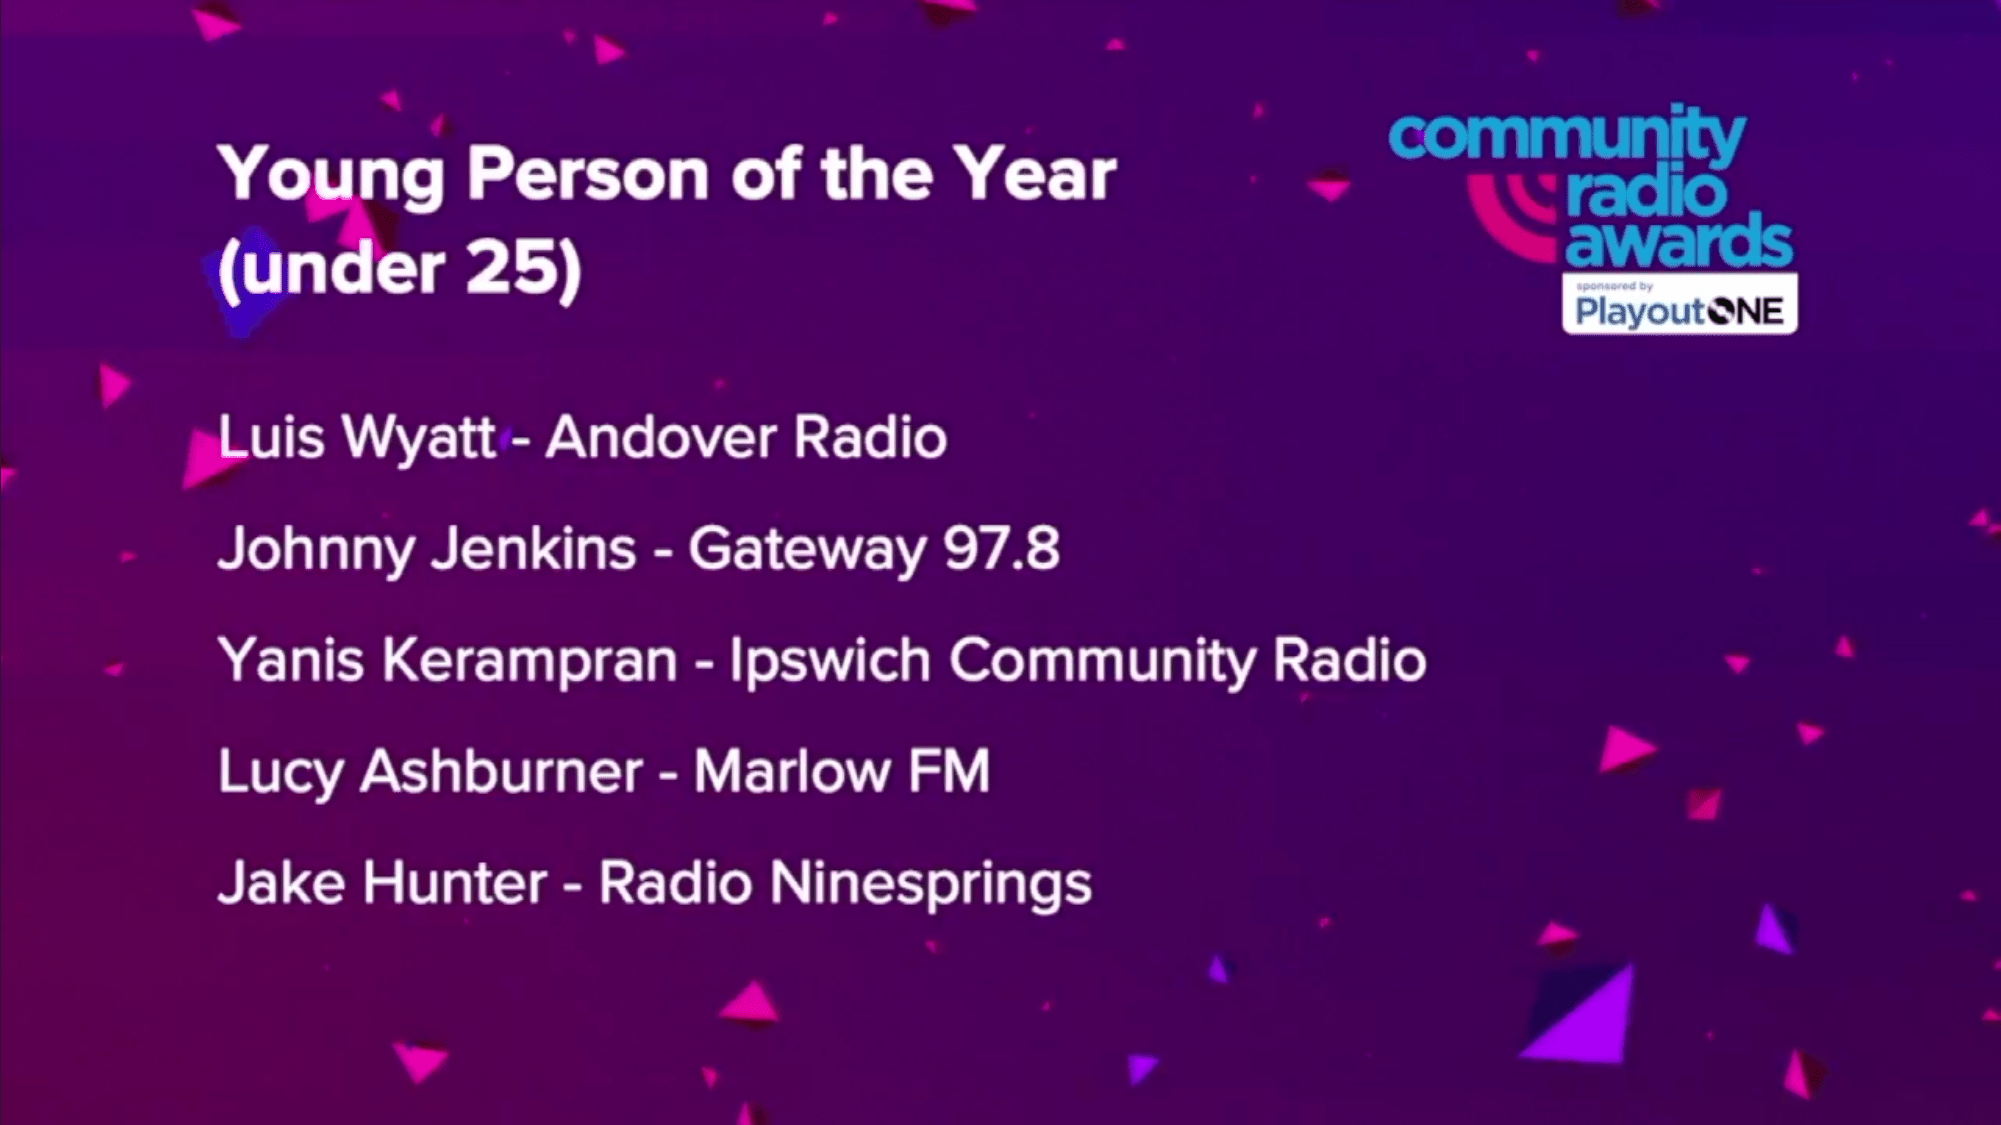 Young Person of the Year
(under 25)
community
radio
awards
sponsored by
PlayoutONE
Luis Wyatt - Andover Radio
Johnny Jenkins - Gateway 97.8
Yanis Kerampran - Ipswich Community Radio
Lucy Ashburner - Marlow FM
Jake Hunter - Radio Ninesprings